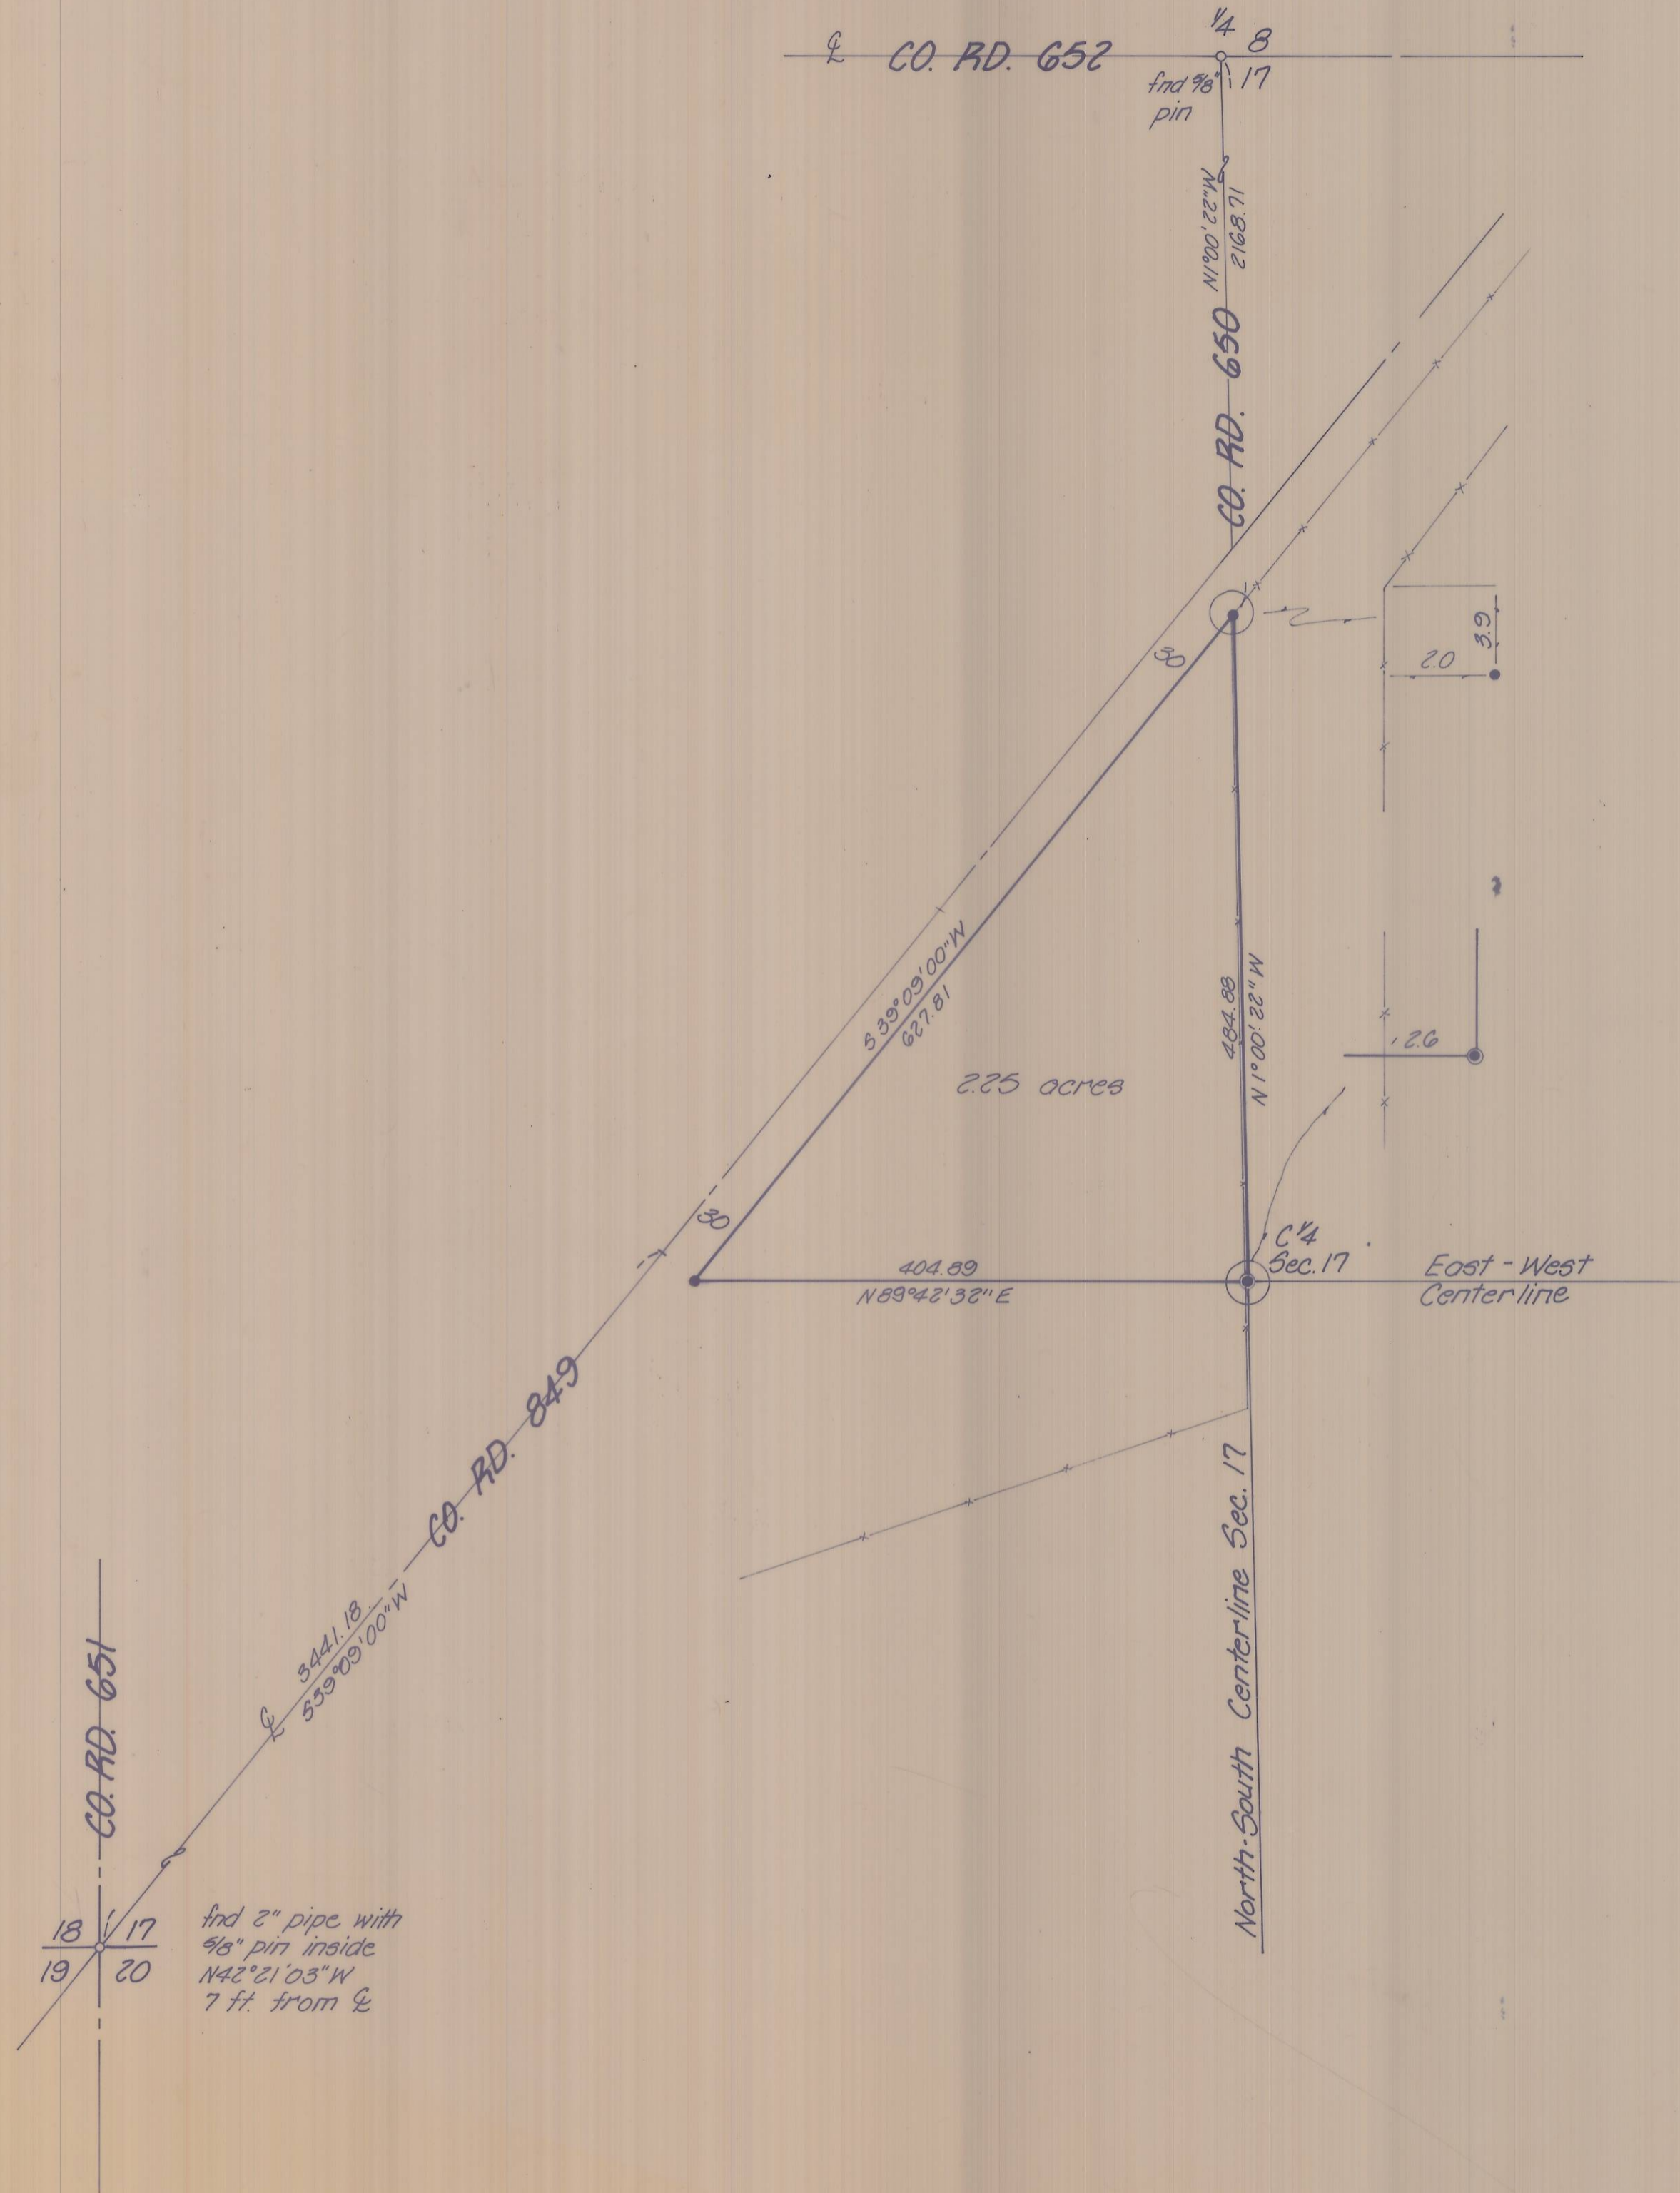 1/4 8
℄ CO. RD. 652
fnd 5/8" 17
pin
N1°00'22"W
2168.71
CO. RD. 650
30
3.9
2.0
S39°09'00"W
627.81
484.88
N1°00'22"W
2.6
2.25 acres
30
C 1/4
Sec. 17
404.89
N89°42'32"E
East - West
Centerline
CO. RD. 849
North-South Centerline Sec. 17
3441.18
S39°09'00"W
℄
CO. RD. 651
18 17
19 20
fnd 2" pipe with
5/8" pin inside
N42°21'03"W
7 ft. from ℄